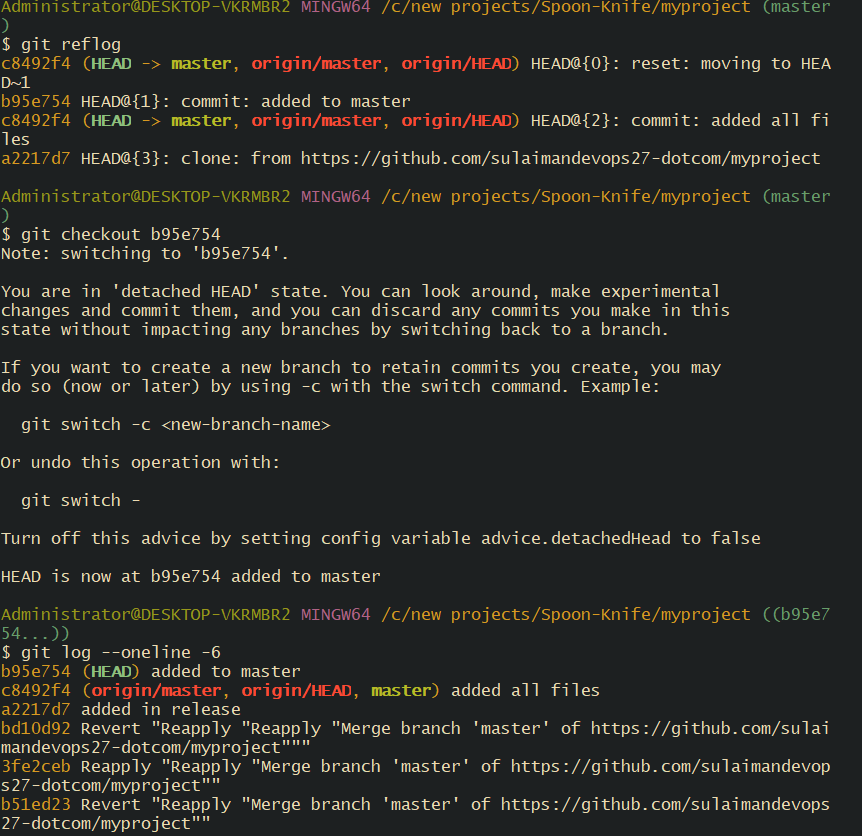 Administrator@DESKTOP-VKRMBR2 MINGW64 /c/new projects/Spoon-Knife/myproject (master
)
$ git reflog
c8492f4 (HEAD -> master, origin/master, origin/HEAD) HEAD@{0}: reset: moving to HEA
D~1
b95e754 HEAD@{1}: commit: added to master
c8492f4 (HEAD -> master, origin/master, origin/HEAD) HEAD@{2}: commit: added all fi
les
a2217d7 HEAD@{3}: clone: from https://github.com/sulaimandevops27-dotcom/myproject

Administrator@DESKTOP-VKRMBR2 MINGW64 /c/new projects/Spoon-Knife/myproject (master
)
$ git checkout b95e754
Note: switching to 'b95e754'.

You are in 'detached HEAD' state. You can look around, make experimental
changes and commit them, and you can discard any commits you make in this
state without impacting any branches by switching back to a branch.

If you want to create a new branch to retain commits you create, you may
do so (now or later) by using -c with the switch command. Example:

  git switch -c <new-branch-name>

Or undo this operation with:

  git switch -

Turn off this advice by setting config variable advice.detachedHead to false

HEAD is now at b95e754 added to master

Administrator@DESKTOP-VKRMBR2 MINGW64 /c/new projects/Spoon-Knife/myproject ((b95e7
54...))
$ git log --oneline -6
b95e754 (HEAD) added to master
c8492f4 (origin/master, origin/HEAD, master) added all files
a2217d7 added in release
bd10d92 Revert "Reapply "Reapply "Merge branch 'master' of https://github.com/sulai
mandevops27-dotcom/myproject"""
3fe2ceb Reapply "Reapply "Merge branch 'master' of https://github.com/sulaimandevop
s27-dotcom/myproject""
b51ed23 Revert "Reapply "Merge branch 'master' of https://github.com/sulaimandevops
27-dotcom/myproject""